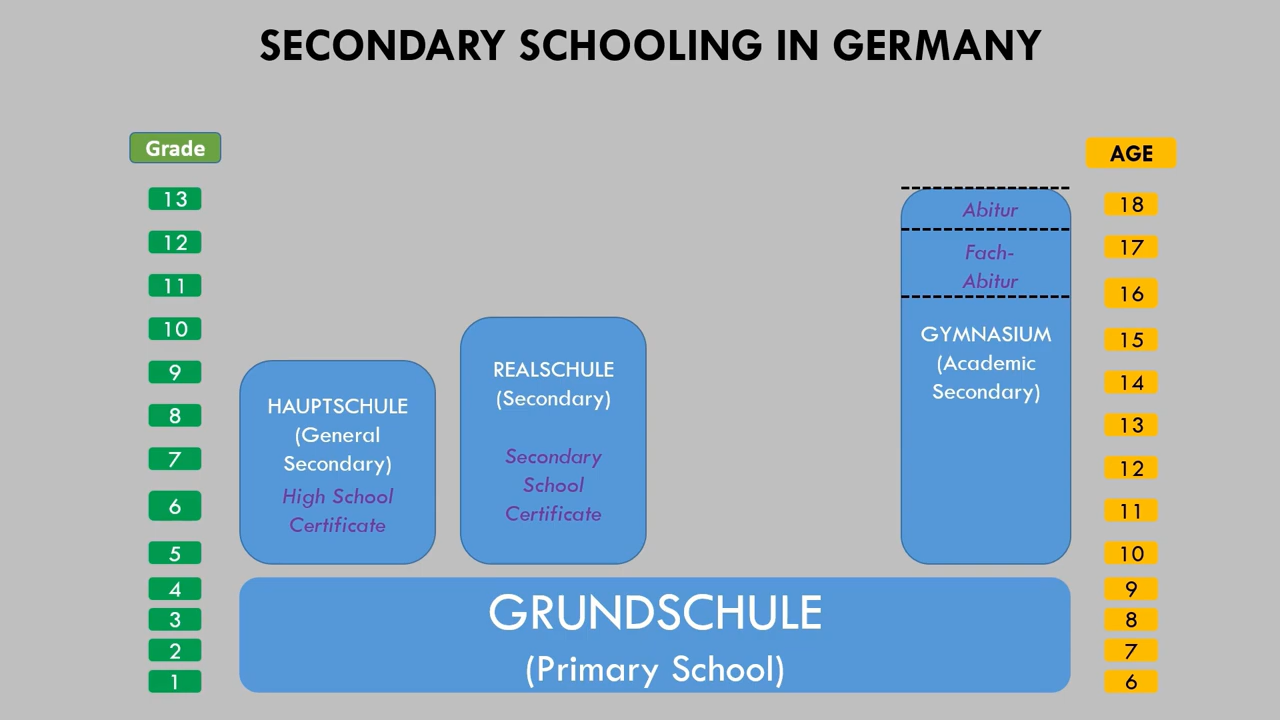 SECONDARY SCHOOLING IN GERMANY
Grade
13
12
11
10
9
8
7
6
5
4
3
2
1
HAUPTSCHULE
(General
Secondary)
High School
Certificate
REALSCHULE
(Secondary)
Secondary
School
Certificate
Abitur
Fach-
Abitur
GYMNASIUM
(Academic
Secondary)
GRUNDSCHULE
(Primary School)
AGE
18
17
16
15
14
13
12
11
10
9
8
7
6